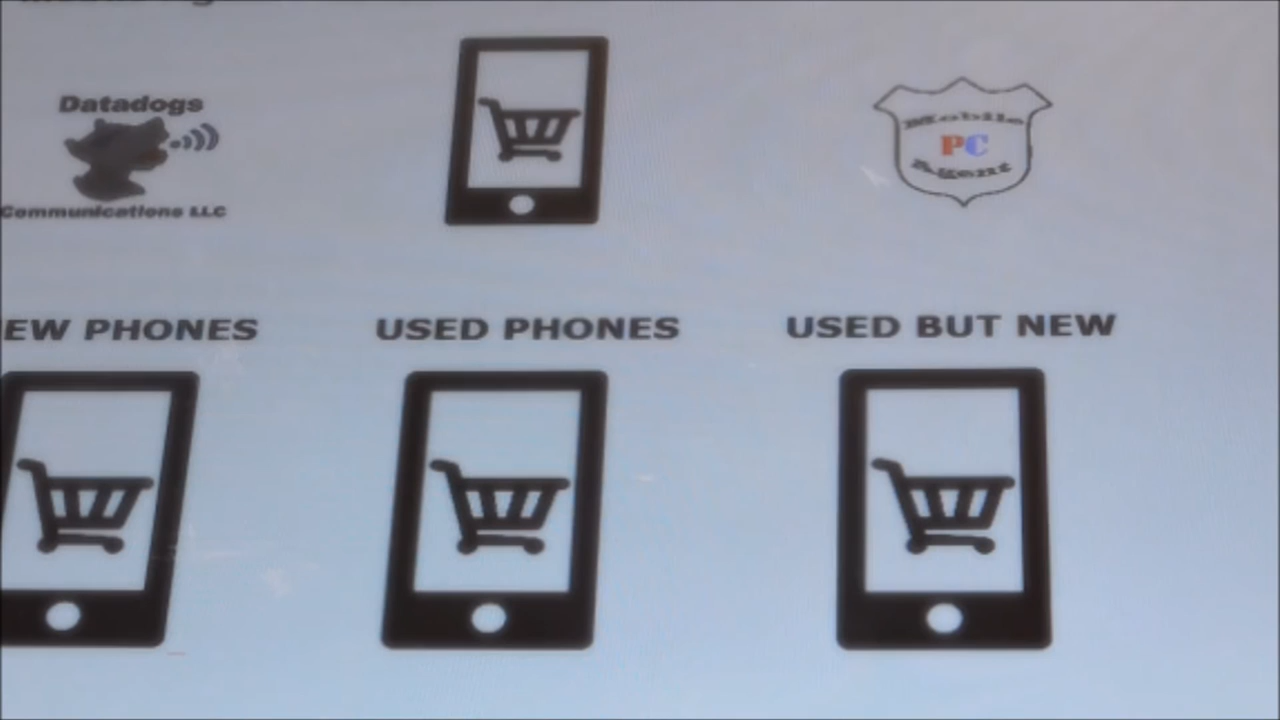 Datadogs
Communications LLC
Mobile
PC
Agent
EW PHONES
USED PHONES
USED BUT NEW